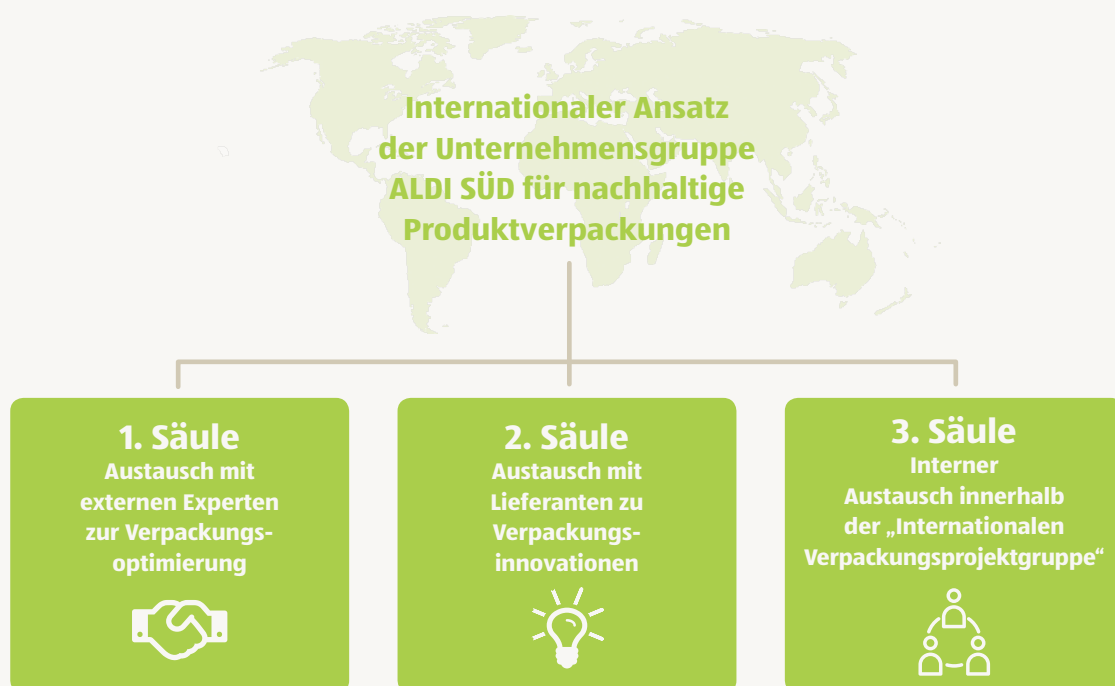 Internationaler Ansatz
der Unternehmensgruppe
ALDI SÜD für nachhaltige
Produktverpackungen
1. Säule
Austausch mit
externen Experten
zur Verpackungs-
optimierung
2. Säule
Austausch mit
Lieferanten zu
Verpackungs-
innovationen
3. Säule
Interner
Austausch innerhalb
der „Internationalen
Verpackungsprojektgruppe“